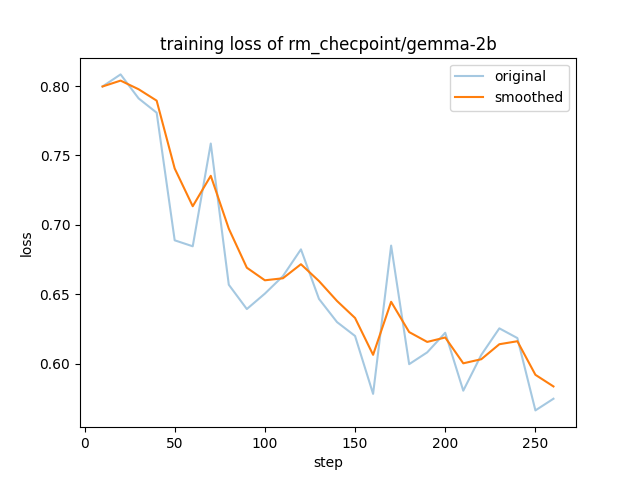 training loss of rm_checpoint/gemma-2b
original
smoothed
0.80
0.75
0.70
0.65
0.60
loss
0
50
100
150
200
250
step